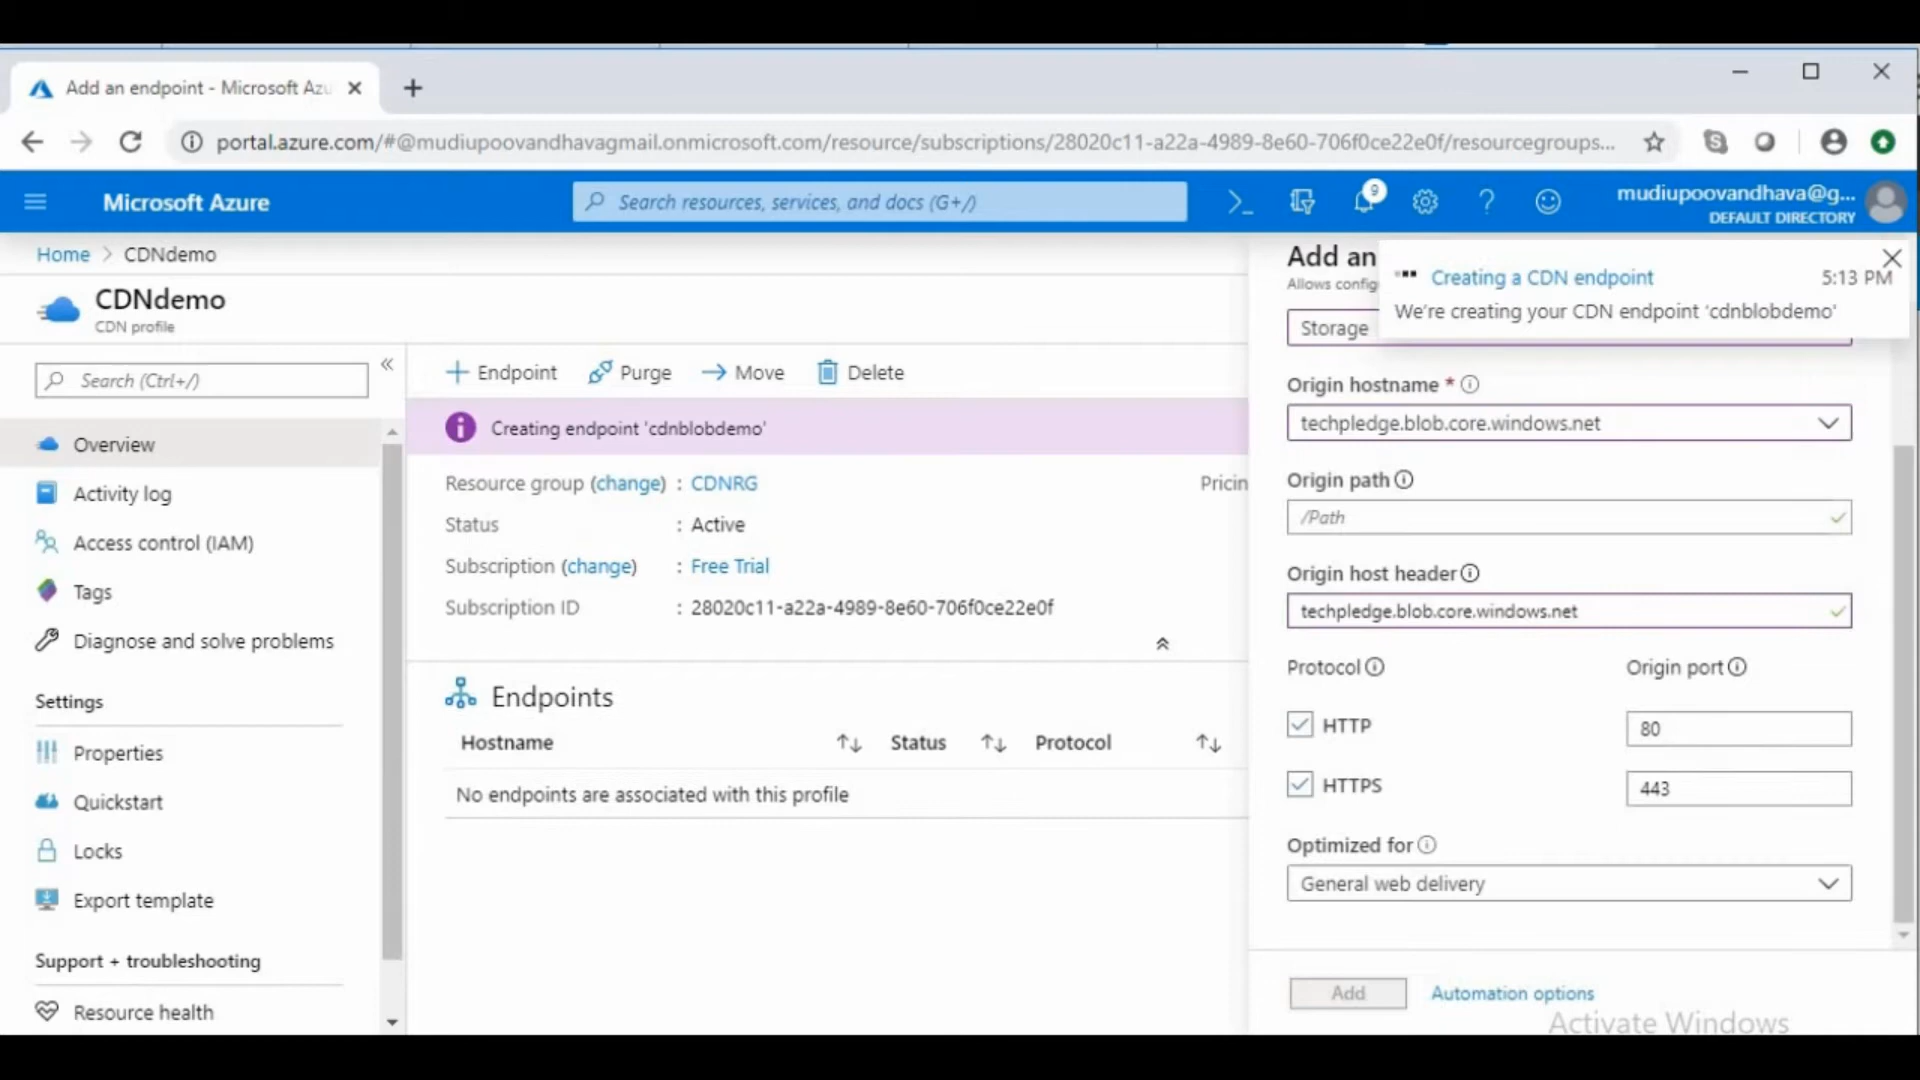 Add an endpoint - Microsoft Azu
portal.azure.com/#@mudiupoovandhavagmail.onmicrosoft.com/resource/subscriptions/28020c11-a22a-4989-8e60-706f0ce22e0f/resourcegroups...
Microsoft Azure
Search resources, services, and docs (G+/)
9
mudiupoovandhava@g...
DEFAULT DIRECTORY
Home > CDNdemo
CDNdemo
CDN profile
Search (Ctrl+/)
Overview
Activity log
Access control (IAM)
Tags
Diagnose and solve problems
Settings
Properties
Quickstart
Locks
Export template
Support + troubleshooting
Resource health
Endpoint Purge Move Delete
Creating endpoint 'cdnblobdemo'
Resource group (change) : CDNRG
Pricin
Status : Active
Subscription (change) : Free Trial
Subscription ID : 28020c11-a22a-4989-8e60-706f0ce22e0f
Endpoints
Hostname Status Protocol
No endpoints are associated with this profile
Add an
Allows config
Creating a CDN endpoint 5:13 PM
We're creating your CDN endpoint 'cdnblobdemo'
Storage
Origin hostname *
techpledge.blob.core.windows.net
Origin path
/Path
Origin host header
techpledge.blob.core.windows.net
Protocol Origin port
HTTP 80
HTTPS 443
Optimized for
General web delivery
Add Automation options
Activate Windows